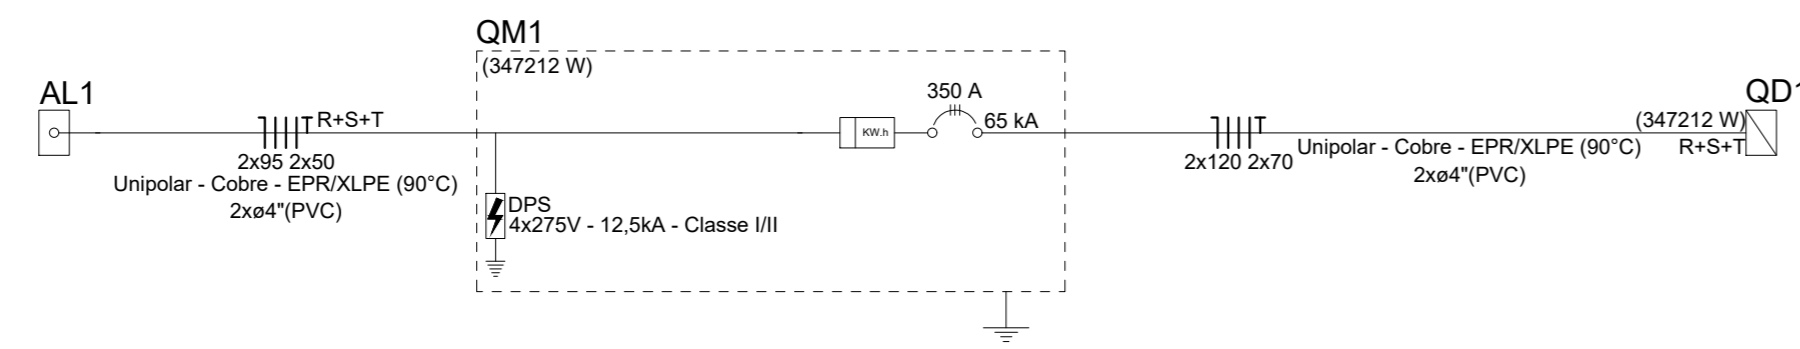 QM1
(347212 W)
AL1
R+S+T
2x95 2x50
Unipolar - Cobre - EPR/XLPE (90°C)
2xø4"(PVC)
DPS
4x275V - 12,5kA - Classe I/II
KW.h
350 A
65 kA
2x120 2x70
Unipolar - Cobre - EPR/XLPE (90°C)
2xø4"(PVC)
QD1
(347212 W)
R+S+T